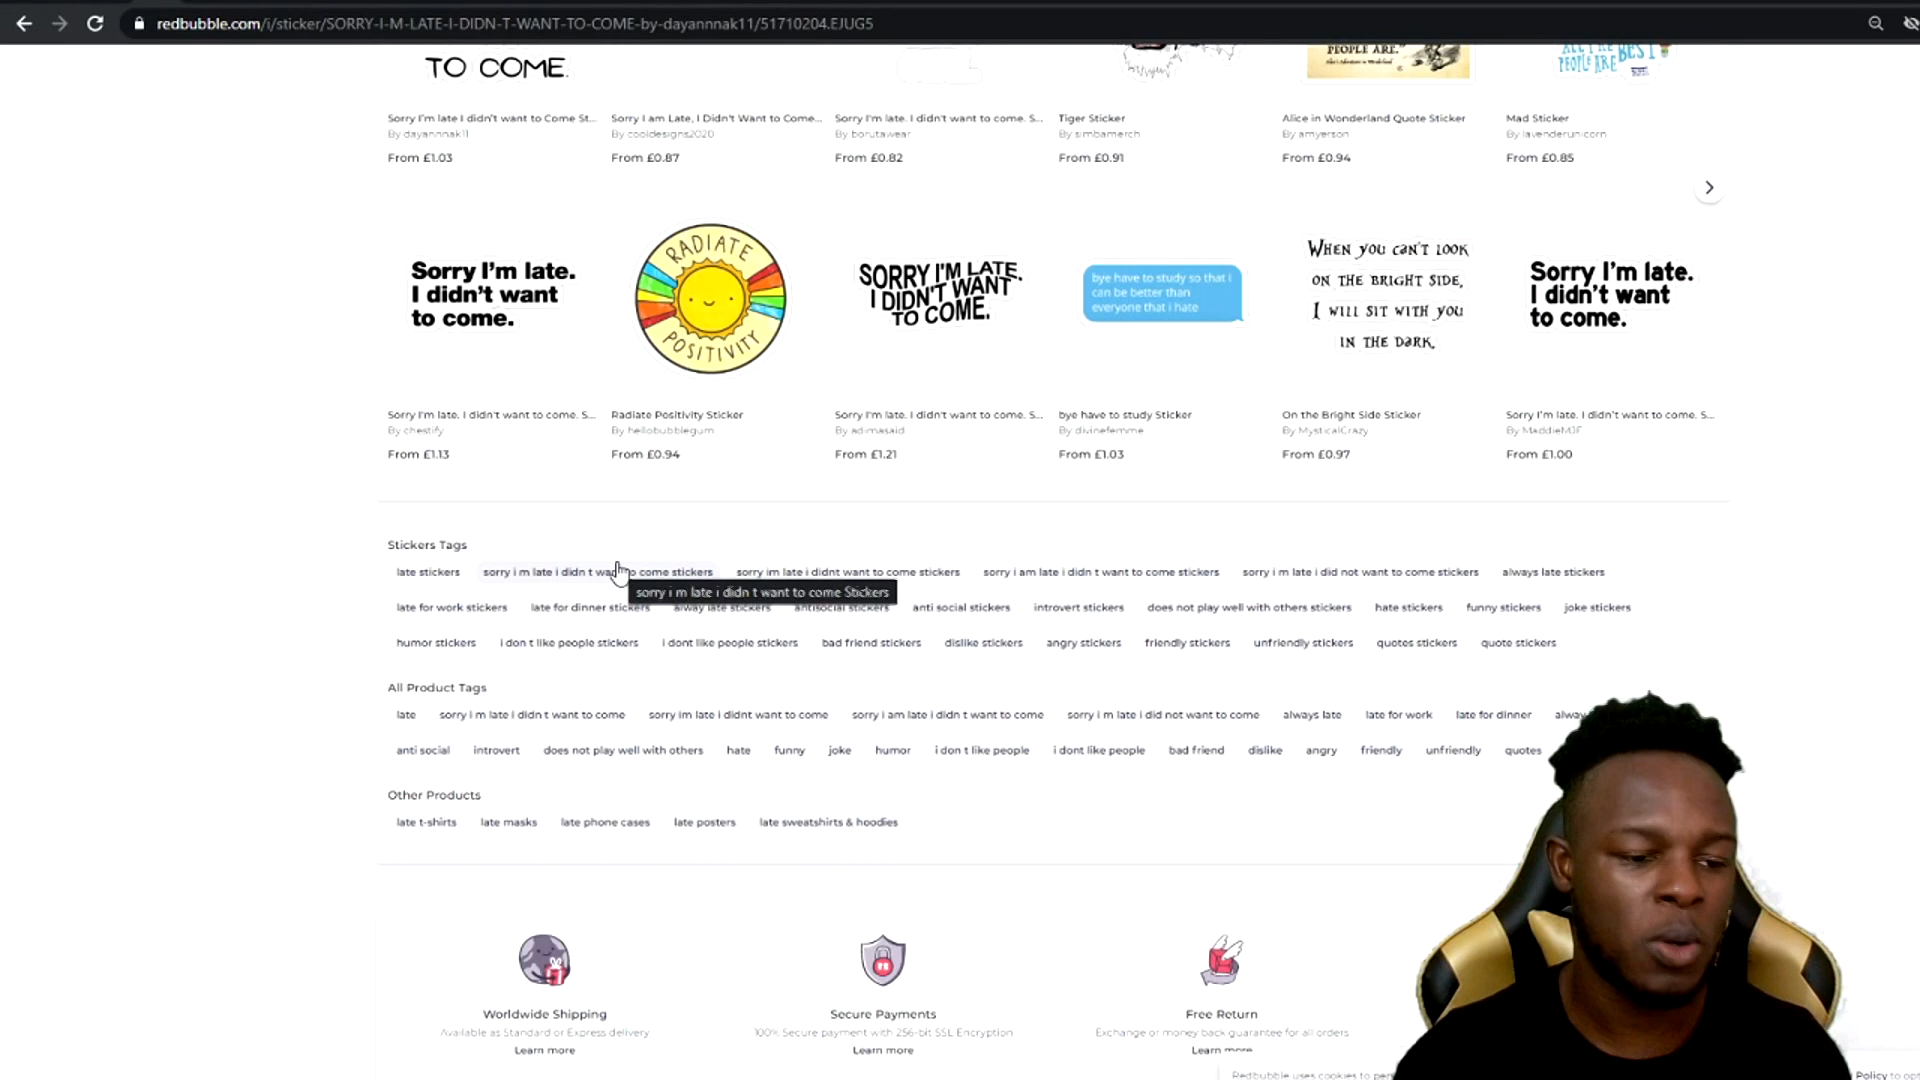 redbubble.com/i/sticker/SORRY-I-M-LATE-I-DIDN-T-WANT-TO-COME-by-dayannnak11/51710204.EJUG5
TO COME.
PEOPLE ARE."
ALL THE BEST
PEOPLE ARE
Sorry I'm late I didn't want to Come St... Sorry I am Late, I Didn't Want to Come... Sorry I'm late. I didn't want to come. S... Tiger Sticker Alice in Wonderland Quote Sticker Mad Sticker
By dayannnak11 By cooldesigns2020 By borutawear By simbamerch By amyerson By lavenderunicorn
From £1.03 From £0.87 From £0.82 From £0.91 From £0.94 From £0.85
Sorry I'm late.
I didn't want
to come.
RADIATE
POSITIVITY
SORRY I'M LATE.
I DIDN'T WANT
TO COME.
bye have to study so that i
can be better than
everyone that i hate
WHEN YOU CAN'T LOOK
ON THE BRIGHT SIDE,
I WILL SIT WITH YOU
IN THE DARK.
Sorry I'm late.
I didn't want
to come.
Sorry I'm late. I didn't want to come. S... Radiate Positivity Sticker Sorry I'm late. I didn't want to come. S... bye have to study Sticker On the Bright Side Sticker Sorry I'm late. I didn't want to come. S...
By chestify By hellobubblegum By adimasaid By divinefemme By MysticalCrazy By MaddieMJF
From £1.13 From £0.94 From £1.21 From £1.03 From £0.97 From £1.00
Stickers Tags
late stickers sorry i m late i didn t want to come stickers sorry im late i didnt want to come stickers sorry i am late i didn t want to come stickers sorry i m late i did not want to come stickers always late stickers
sorry i m late i didn t want to come Stickers
late for work stickers late for dinner stickers alway late stickers antisocial stickers anti social stickers introvert stickers does not play well with others stickers hate stickers funny stickers joke stickers
humor stickers i don t like people stickers i dont like people stickers bad friend stickers dislike stickers angry stickers friendly stickers unfriendly stickers quotes stickers quote stickers
All Product Tags
late sorry i m late i didn t want to come sorry im late i didnt want to come sorry i am late i didn t want to come sorry i m late i did not want to come always late late for work late for dinner alway
anti social introvert does not play well with others hate funny joke humor i don t like people i dont like people bad friend dislike angry friendly unfriendly quotes
Other Products
late t-shirts late masks late phone cases late posters late sweatshirts & hoodies
Worldwide Shipping Secure Payments Free Return
Available as Standard or Express delivery 100% Secure payment with 256-bit SSL Encryption Exchange or money back guarantee for all orders
Learn more Learn more Learn more
Redbubble uses cookies to Policy to